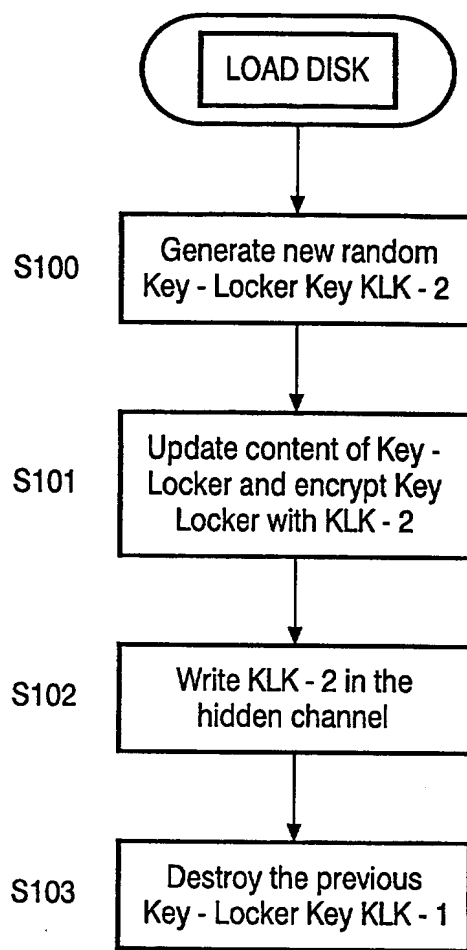 LOAD DISK
S100
Generate new random
Key - Locker Key KLK - 2
S101
Update content of Key -
Locker and encrypt Key
Locker with KLK - 2
S102
Write KLK - 2 in the
hidden channel
S103
Destroy the previous
Key - Locker Key KLK - 1